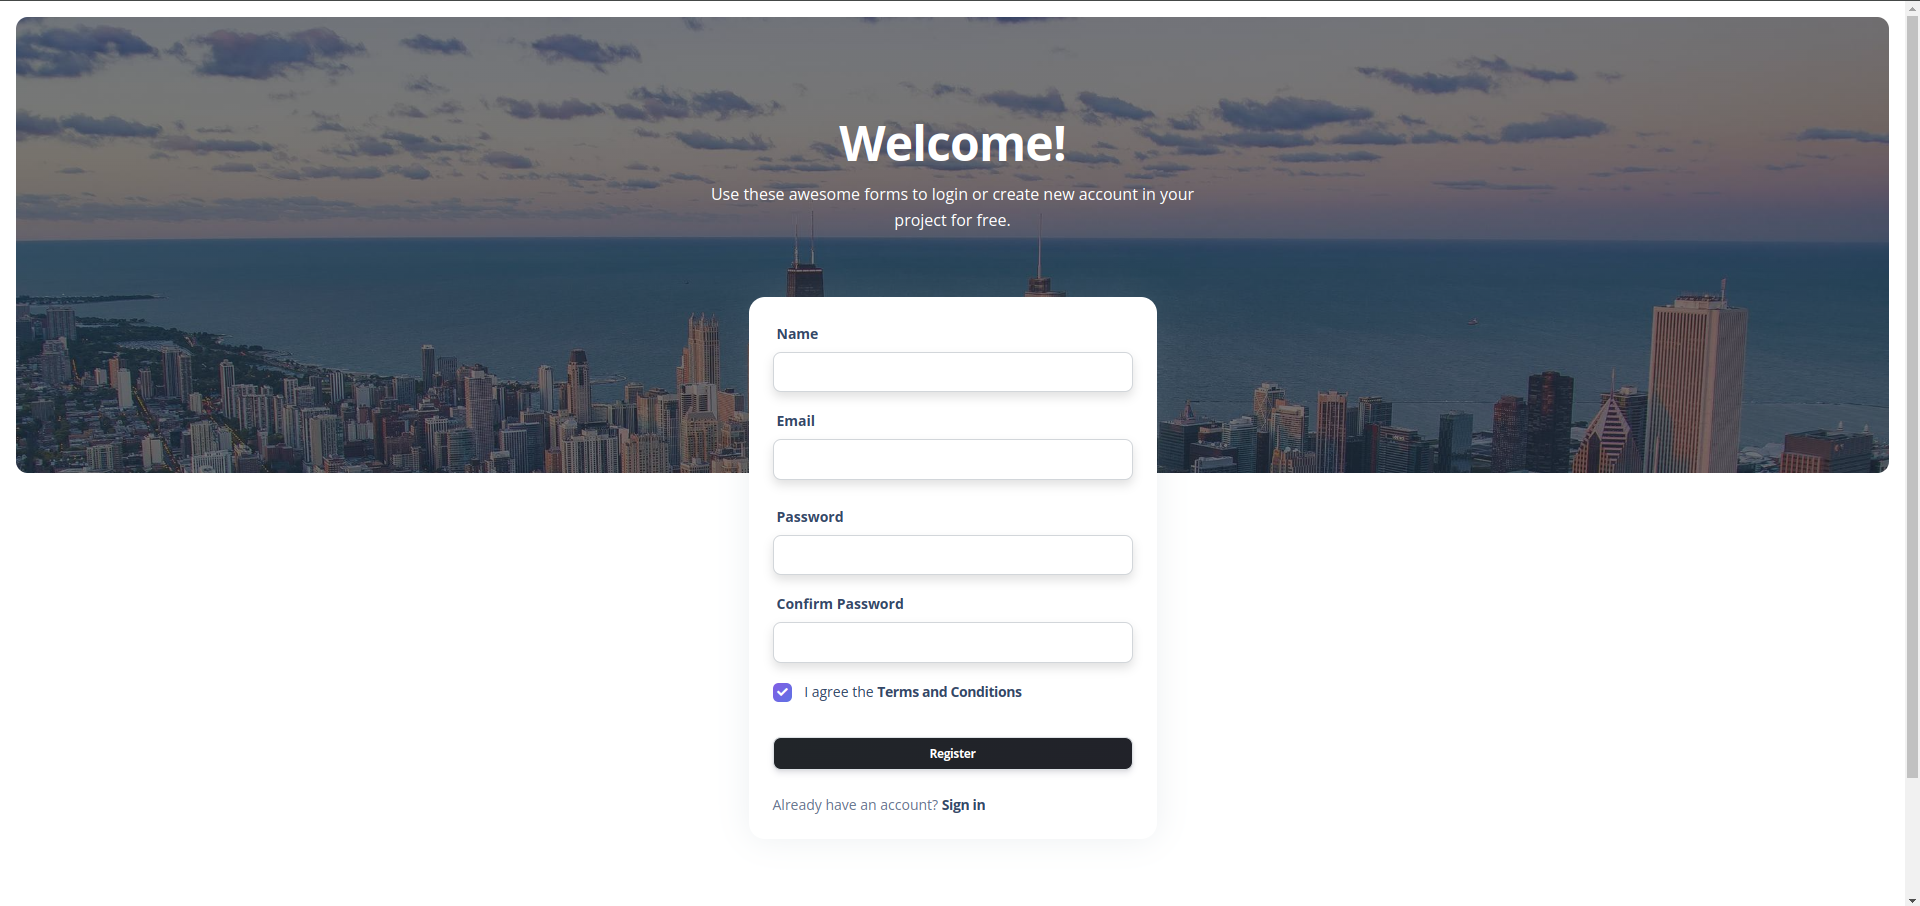 Welcome!
Use these awesome forms to login or create new account in your
project for free.
Name
Email
Password
Confirm Password
I agree the Terms and Conditions
Register
Already have an account? Sign in